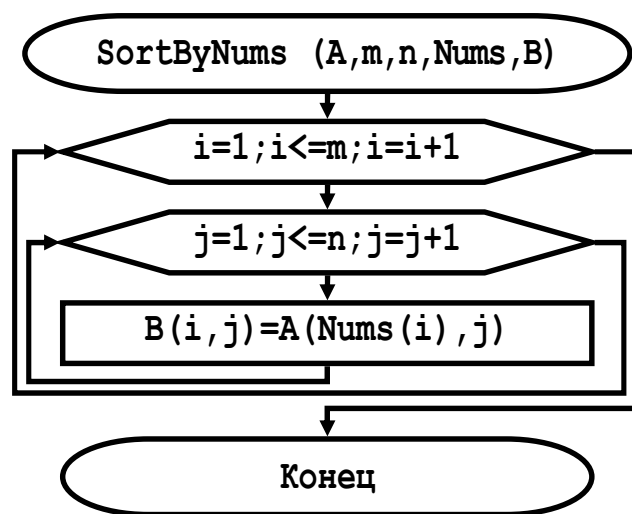 SortByNums (A,m,n,Nums,B)
i=1;i<=m;i=i+1
j=1;j<=n;j=j+1
B(i,j)=A(Nums(i),j)
Конец